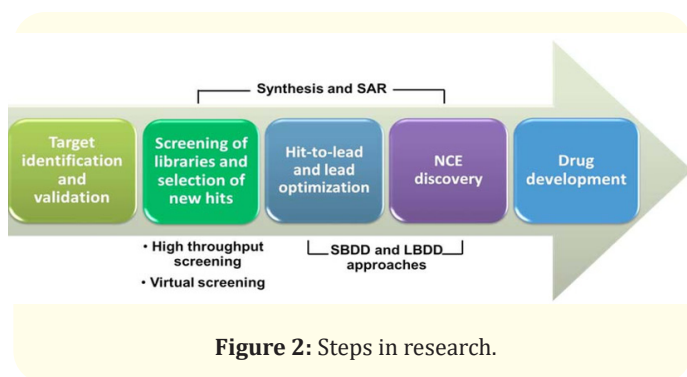 Synthesis and SAR
Target
identification
and
validation
Screening of
libraries and
selection of
new hits
Hit-to-lead
and lead
optimization
NCE
discovery
Drug
development
• High throughput
screening
• Virtual screening
SBDD and LBDD
approaches
Figure 2: Steps in research.